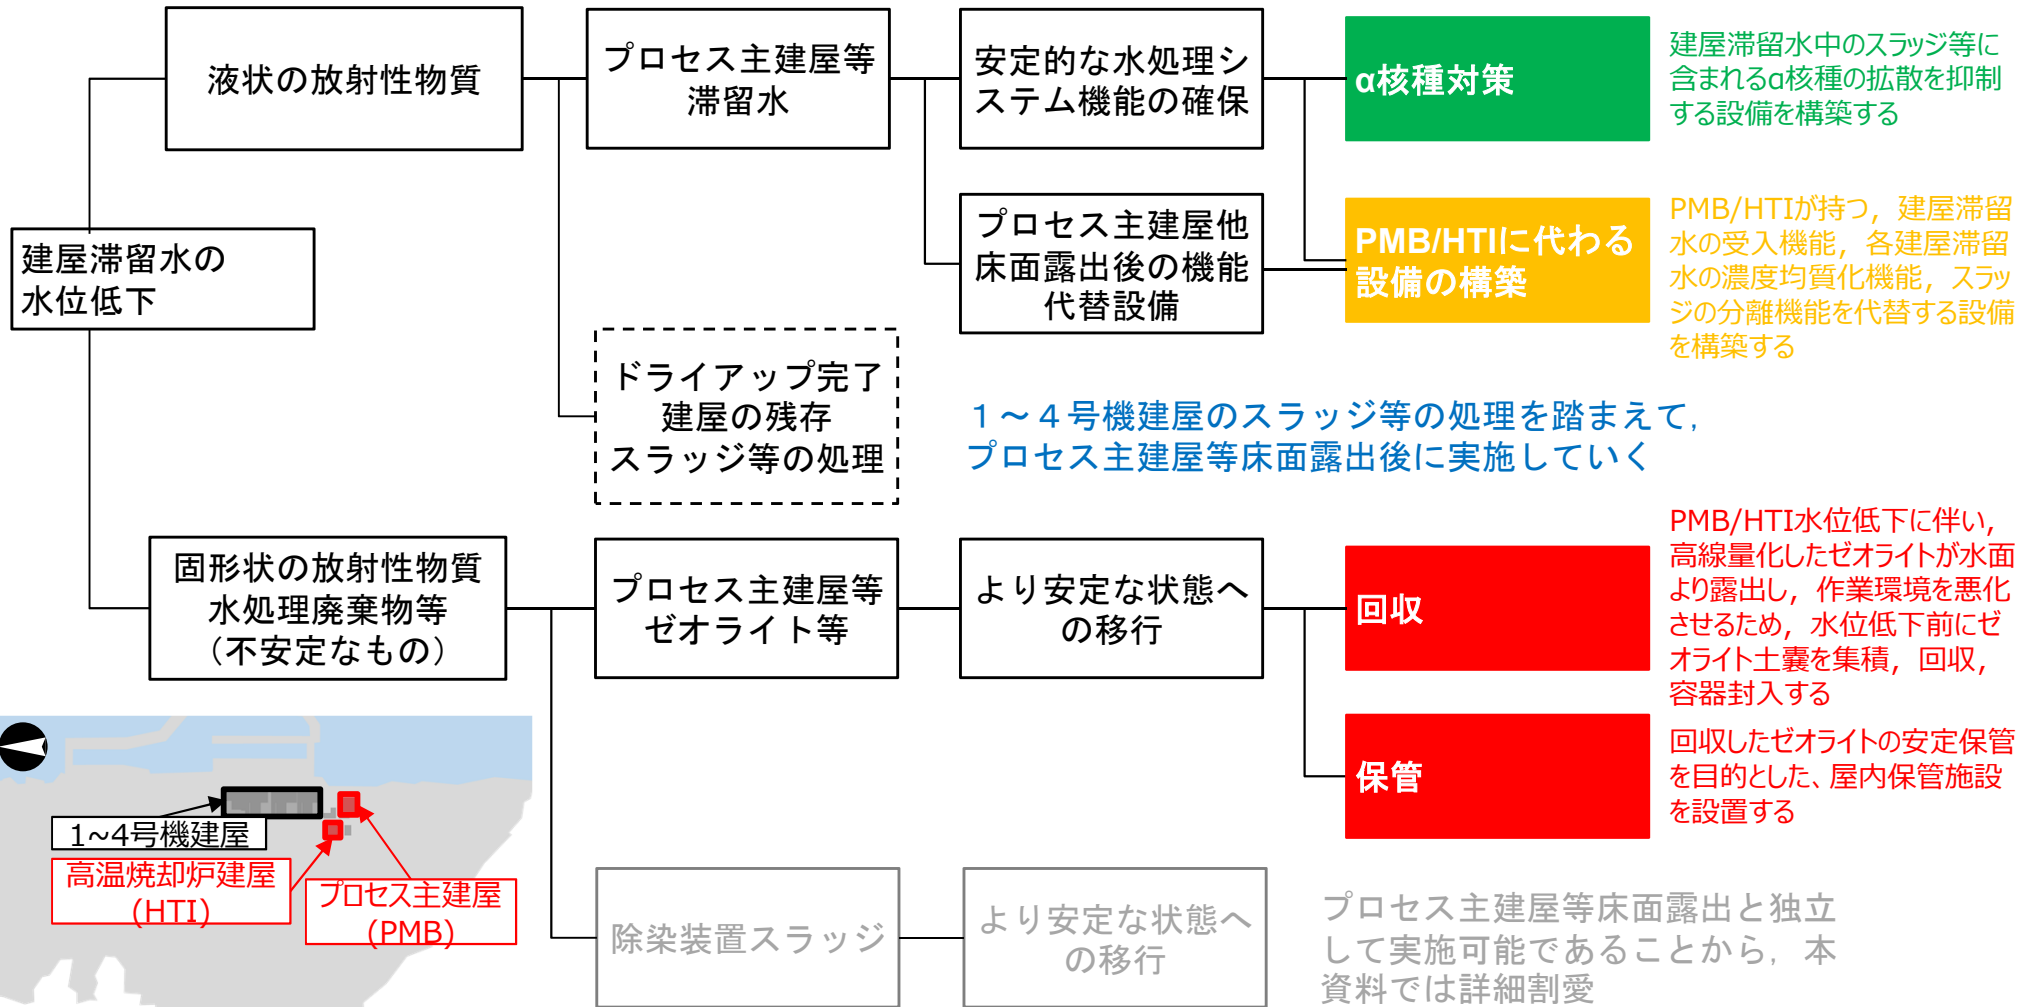 液状の放射性物質
プロセス主建屋等
滞留水
安定的な水処理シ
ステム機能の確保
α核種対策
建屋滞留水中のスラッジ等に
含まれるα核種の拡散を抑制
する設備を構築する
建屋滞留水の
水位低下
プロセス主建屋他
床面露出後の機能
代替設備
PMB/HTIに代わる
設備の構築
PMB/HTIが持つ，建屋滞留
水の受入機能，各建屋滞留
水の濃度均質化機能，スラッ
ジの分離機能を代替する設備
を構築する
ドライアップ完了
建屋の残存
スラッジ等の処理
１～４号機建屋のスラッジ等の処理を踏まえて，
プロセス主建屋等床面露出後に実施していく
固形状の放射性物質
水処理廃棄物等
（不安定なもの）
プロセス主建屋等
ゼオライト等
より安定な状態へ
の移行
回収
PMB/HTI水位低下に伴い，
高線量化したゼオライトが水面
より露出し，作業環境を悪化
させるため，水位低下前にゼ
オライト土嚢を集積，回収，
容器封入する
保管
回収したゼオライトの安定保管
を目的とした、屋内保管施設
を設置する
1~4号機建屋
高温焼却炉建屋
(HTI)
プロセス主建屋
(PMB)
除染装置スラッジ
より安定な状態へ
の移行
プロセス主建屋等床面露出と独立
して実施可能であることから，本
資料では詳細割愛